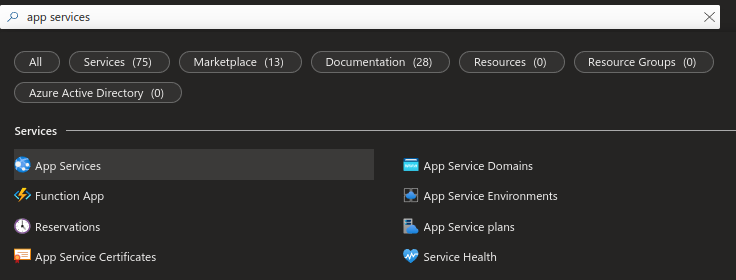 app services
All Services (75) Marketplace (13) Documentation (28) Resources (0) Resource Groups (0)
Azure Active Directory (0)
Services
App Services App Service Domains
Function App App Service Environments
Reservations App Service plans
App Service Certificates Service Health